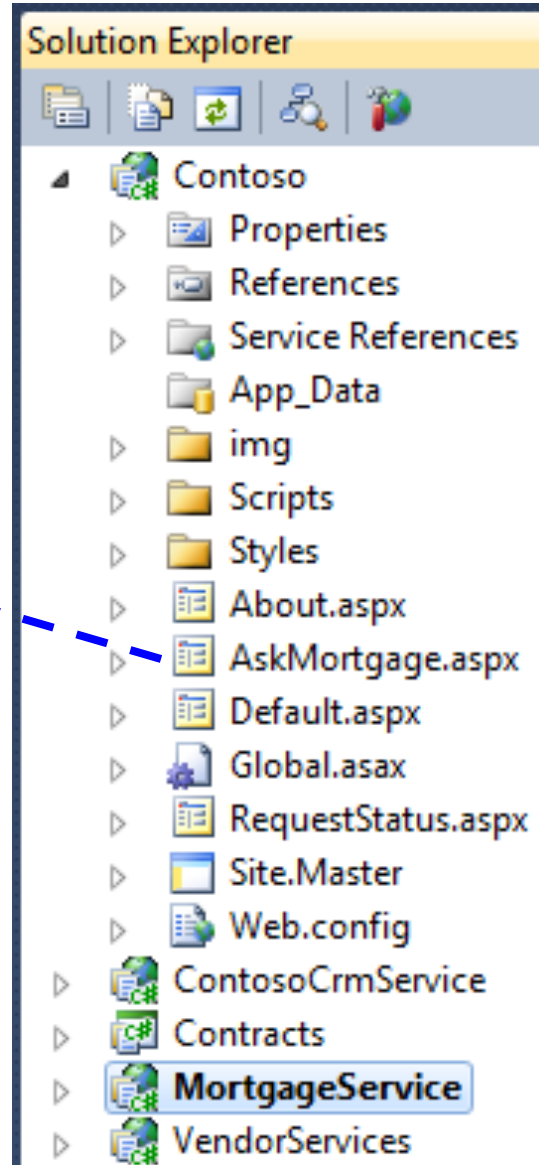 Solution Explorer
Contoso
Properties
References
Service References
App_Data
img
Scripts
Styles
About.aspx
AskMortgage.aspx
Default.aspx
Global.asax
RequestStatus.aspx
Site.Master
Web.config
ContosoCrmService
Contracts
MortgageService
VendorServices